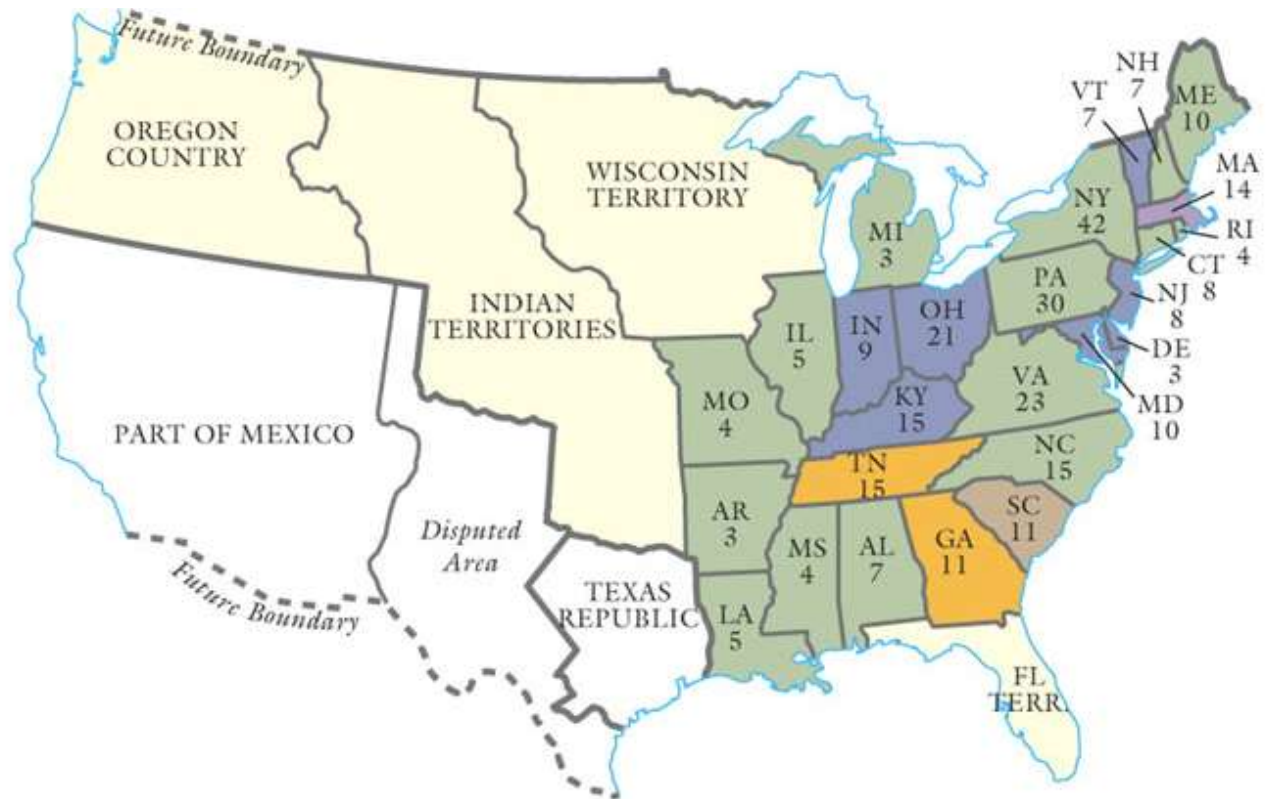 Future Boundary
OREGON
COUNTRY
WISCONSIN
TERRITORY
INDIAN
TERRITORIES
PART OF MEXICO
Disputed
Area
Future Boundary
TEXAS
REPUBLIC
FL
TERR.
NH
7
VT
7
ME
10
MA
14
RI
4
CT
8
NY
42
NJ
8
PA
30
DE
3
MD
10
MI
3
OH
21
IN
9
IL
5
VA
23
KY
15
MO
4
NC
15
TN
15
SC
11
AR
3
MS
4
AL
7
GA
11
LA
5